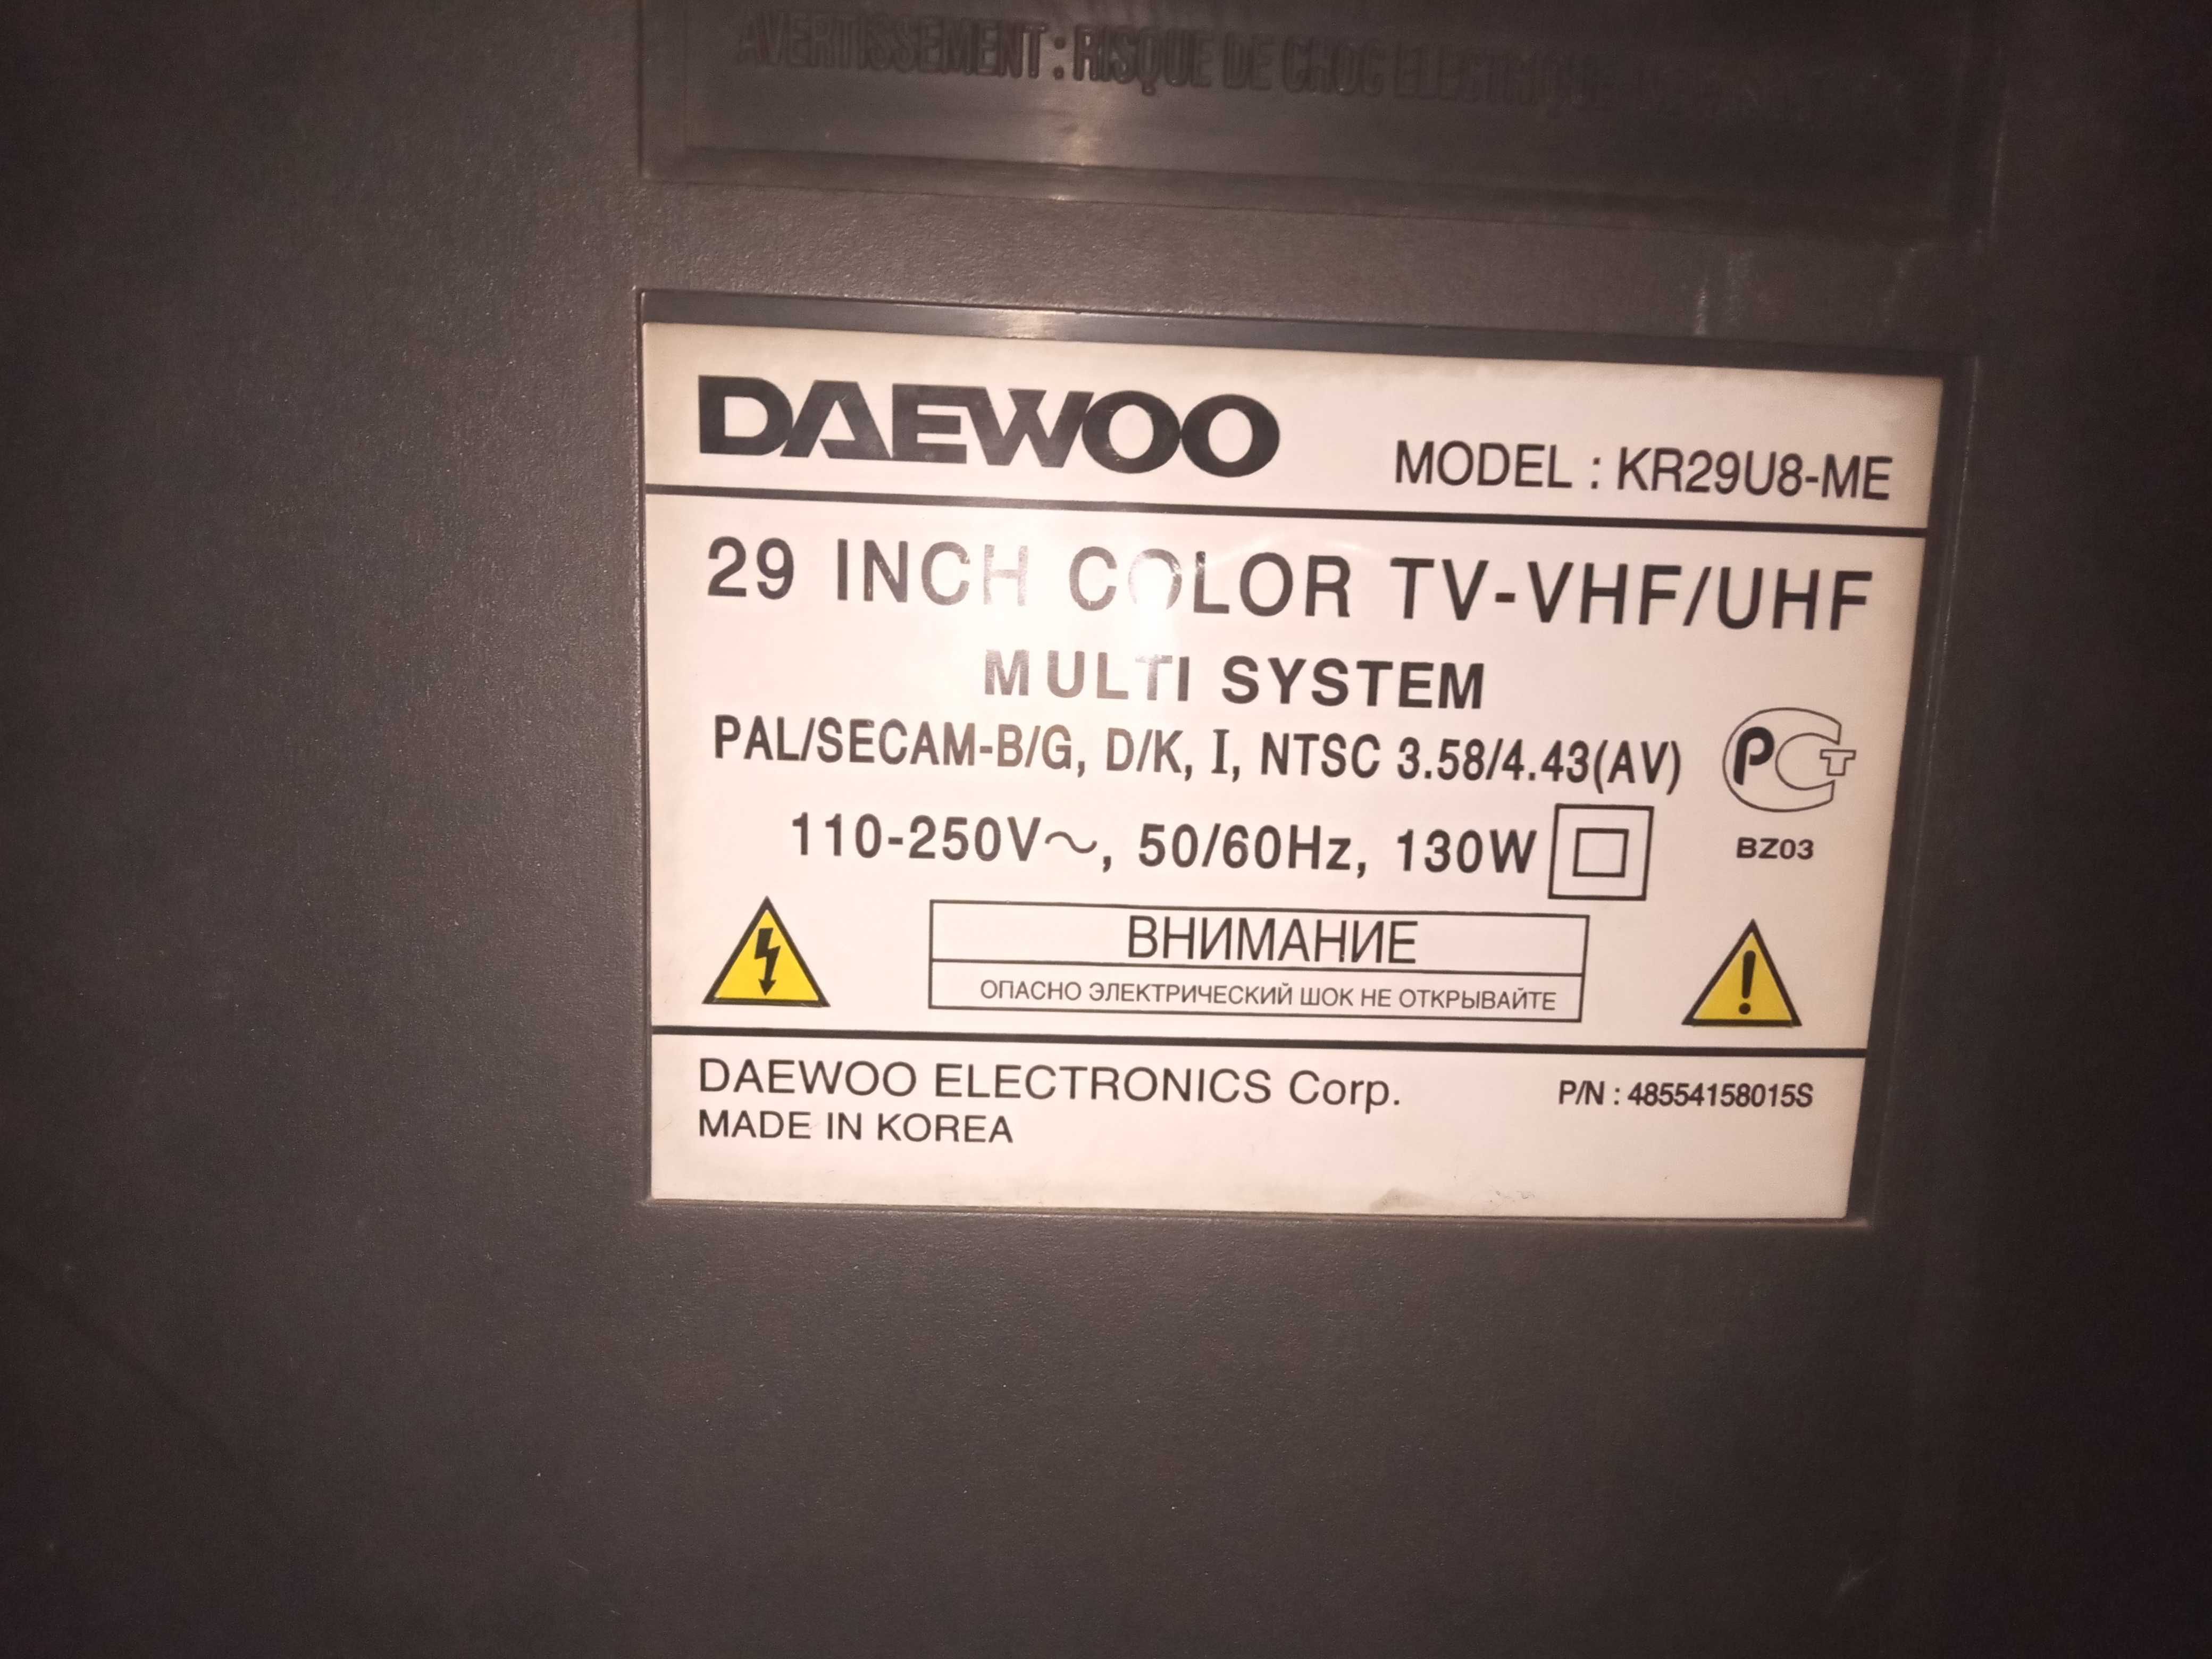 AVERTISSEMENT : RISQUE DE CHOC ELECTRIQUE
DAEWOO
MODEL : KR29U8-ME
29 INCH COLOR TV-VHF/UHF
MULTI SYSTEM
PAL/SECAM-B/G, D/K, I, NTSC 3.58/4.43(AV)
РСТ
110-250V~, 50/60Hz, 130W
BZ03
ВНИМАНИЕ
ОПАСНО ЭЛЕКТРИЧЕСКИЙ ШОК НЕ ОТКРЫВАЙТЕ
DAEWOO ELECTRONICS Corp.
P/N : 48554158015S
MADE IN KOREA